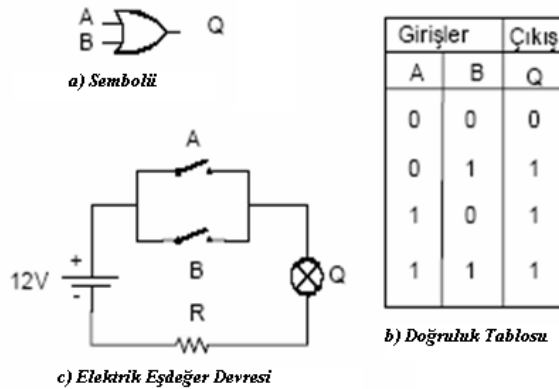 A
B
Q
a) Sembolü
Girişler Çıkış
A B Q
0 0 0
0 1 1
1 0 1
1 1 1
b) Doğruluk Tablosu
A
B
12V
+
-
Q
R
c) Elektrik Eşdeğer Devresi